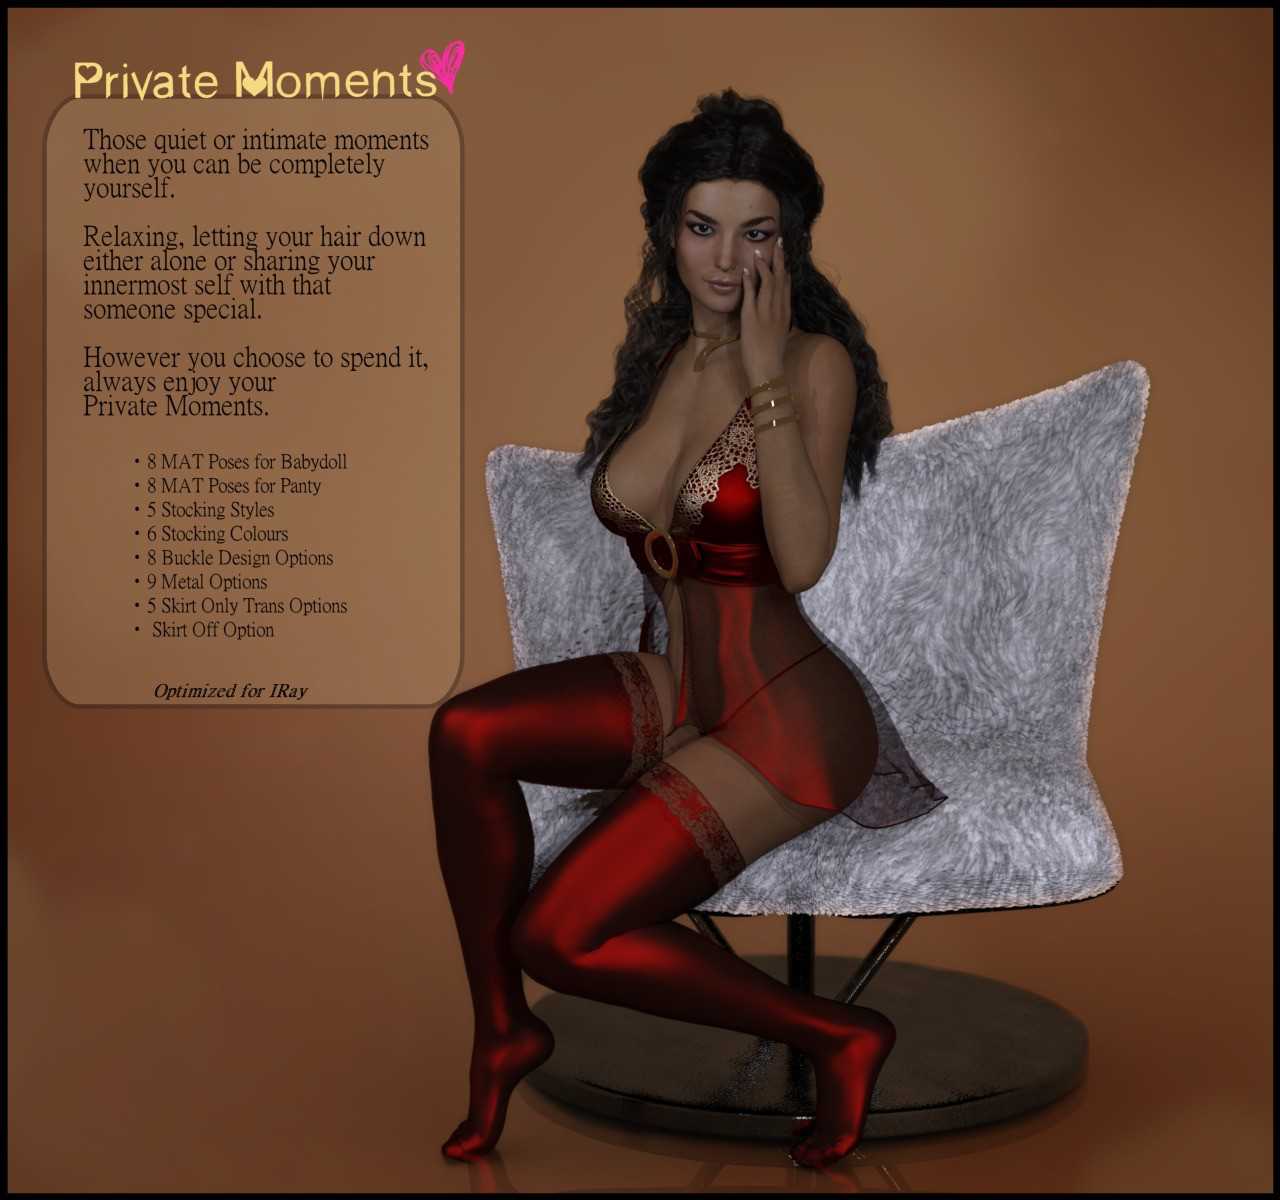 Private Moments
Those quiet or intimate moments
when you can be completely
yourself.
Relaxing, letting your hair down
either alone or sharing your
innermost self with that
someone special.
However you choose to spend it,
always enjoy your
Private Moments.
• 8 MAT Poses for Babydoll
• 8 MAT Poses for Panty
• 5 Stocking Styles
• 6 Stocking Colours
• 8 Buckle Design Options
• 9 Metal Options
• 5 Skirt Only Trans Options
• Skirt Off Option
Optimized for IRay